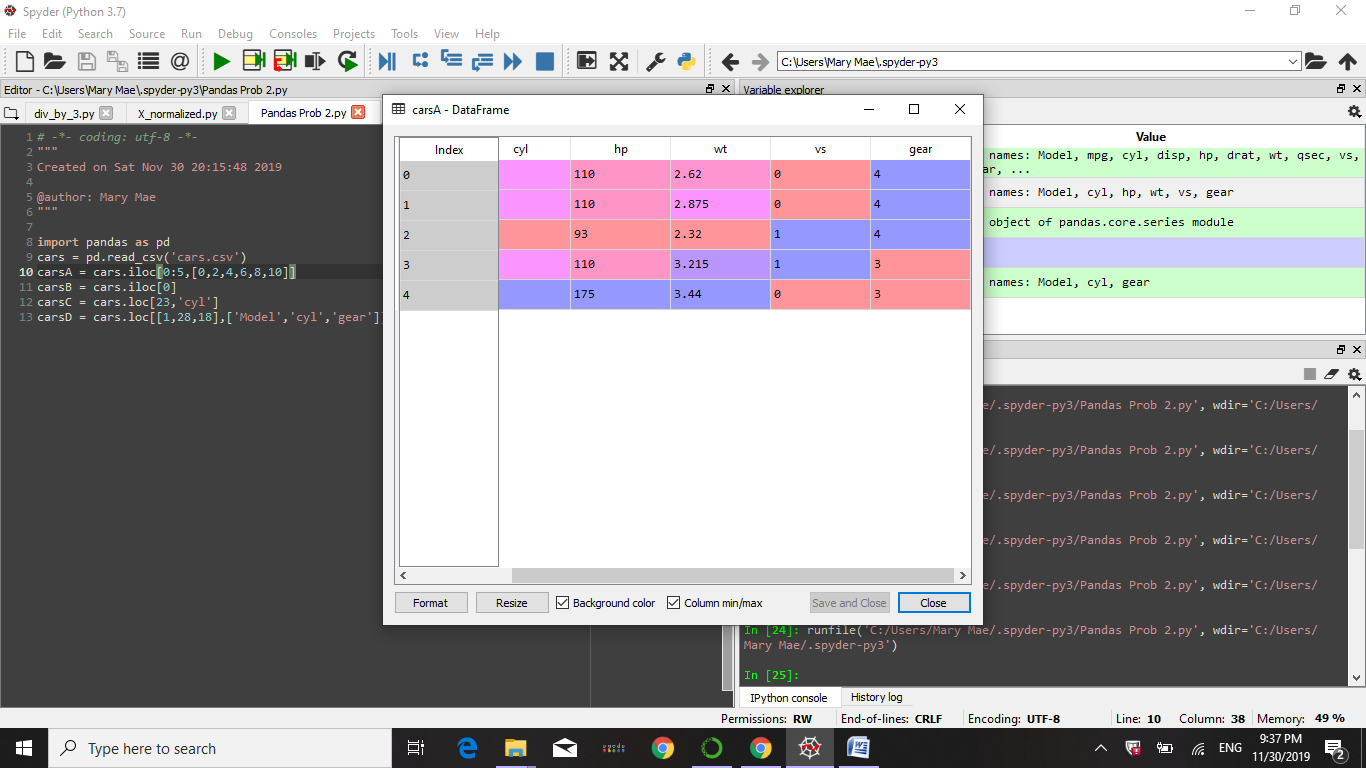 Spyder (Python 3.7)
File Edit Search Source Run Debug Consoles Projects Tools View Help
C:\Users\Mary Mae\.spyder-py3
Editor - C:\Users\Mary Mae\.spyder-py3\Pandas Prob 2.py
div_by_3.py X_normalized.py Pandas Prob 2.py
1 # -*- coding: utf-8 -*-
2 """
3 Created on Sat Nov 30 20:15:48 2019
4
5 @author: Mary Mae
6 """
7
8 import pandas as pd
9 cars = pd.read_csv('cars.csv')
10 carsA = cars.iloc[0:5,[0,2,4,6,8,10]]
11 carsB = cars.iloc[0]
12 carsC = cars.loc[23,'cyl']
13 carsD = cars.loc[[1,28,18],['Model','cyl','gear']]
carsA - DataFrame
Index cyl hp wt vs gear
0 110 2.62 0 4
1 110 2.875 0 4
2 93 2.32 1 4
3 110 3.215 1 3
4 175 3.44 0 3
Format Resize Background color Column min/max Save and Close Close
Variable explorer
Value
names: Model, mpg, cyl, disp, hp, drat, wt, qsec, vs,
ar, ...
names: Model, cyl, hp, wt, vs, gear
object of pandas.core.series module
names: Model, cyl, gear
e/.spyder-py3/Pandas Prob 2.py', wdir='C:/Users/
e/.spyder-py3/Pandas Prob 2.py', wdir='C:/Users/
e/.spyder-py3/Pandas Prob 2.py', wdir='C:/Users/
e/.spyder-py3/Pandas Prob 2.py', wdir='C:/Users/
e/.spyder-py3/Pandas Prob 2.py', wdir='C:/Users/
In [24]: runfile('C:/Users/Mary Mae/.spyder-py3/Pandas Prob 2.py', wdir='C:/Users/
Mary Mae/.spyder-py3')
In [25]:
IPython console History log
Permissions: RW End-of-lines: CRLF Encoding: UTF-8 Line: 10 Column: 38 Memory: 49 %
Type here to search
ENG
9:37 PM
11/30/2019
2